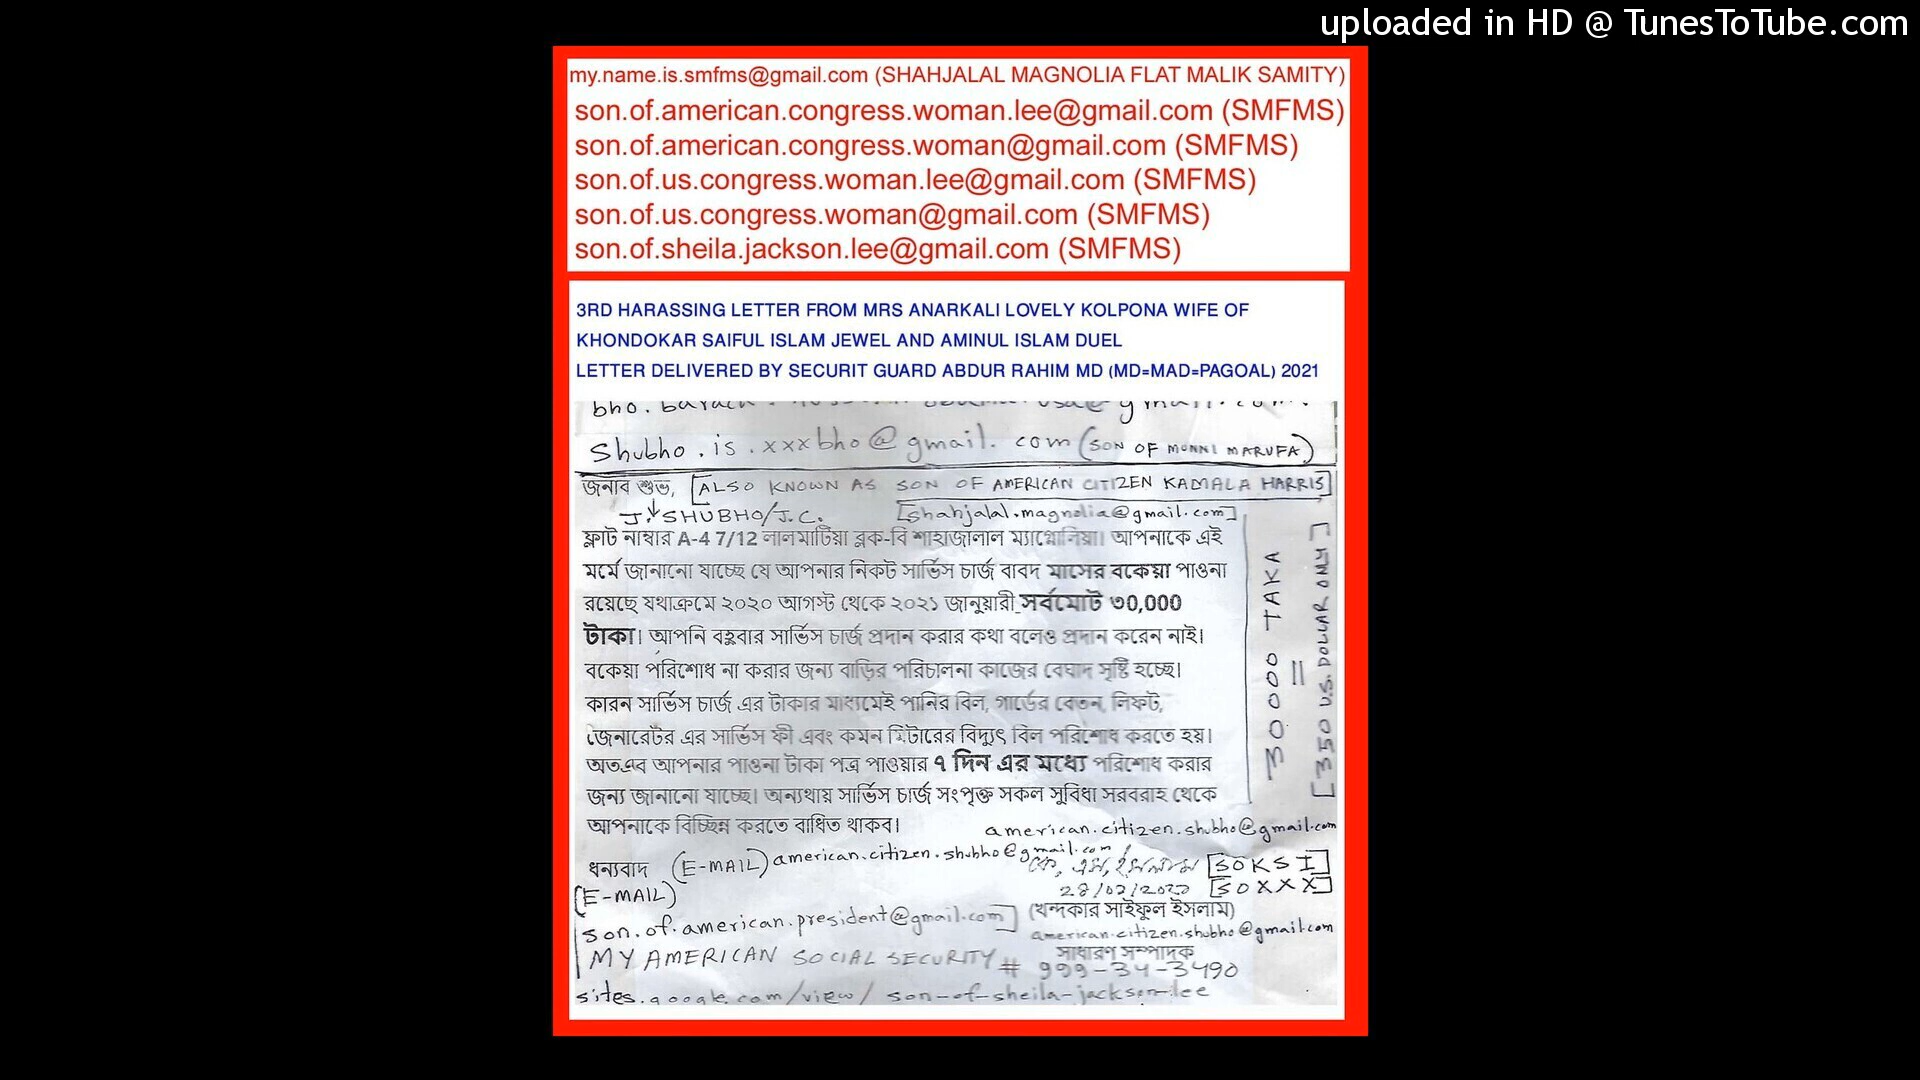 uploaded in HD @ TunesToTube.com
my.name.is.smfms@gmail.com (SHAHJALAL MAGNOLIA FLAT MALIK SAMITY)
son.of.american.congress.woman.lee@gmail.com (SMFMS)
son.of.american.congress.woman@gmail.com (SMFMS)
son.of.us.congress.woman.lee@gmail.com (SMFMS)
son.of.us.congress.woman@gmail.com (SMFMS)
son.of.sheila.jackson.lee@gmail.com (SMFMS)
3RD HARASSING LETTER FROM MRS ANARKALI LOVELY KOLPONA WIFE OF
KHONDOKAR SAIFUL ISLAM JEWEL AND AMINUL ISLAM DUEL
LETTER DELIVERED BY SECURIT GUARD ABDUR RAHIM MD (MD=MAD=PAGOAL) 2021
Shubho.is.xxxbho@gmail.com (SON OF MUNNI MARUFA)
জনাব শুভ, [ALSO KNOWN AS SON OF AMERICAN CITIZEN KAMALA HARRIS]
J. SHUBHO/J.C. [shahjalal.magnolia@gmail.com]
ফ্লাট নাম্বার A-4 7/12 লালমাটিয়া ব্লক-বি শাহাজালাল ম্যাগ্নোলিয়া। আপনাকে এই
মর্মে জানানো যাচ্ছে যে আপনার নিকট সার্ভিস চার্জ বাবদ মাসের বকেয়া পাওনা
রয়েছে যথাক্রমে ২০২০ আগস্ট থেকে ২০২১ জানুয়ারী সর্বমোট ৩০,000
টাকা। আপনি বহুবার সার্ভিস চার্জ প্রদান করার কথা বলেও প্রদান করেন নাই।
বকেয়া পরিশোধ না করার জন্য বাড়ির পরিচালনা কাজের বেঘাদ সৃষ্টি হচ্ছে।
কারন সার্ভিস চার্জ এর টাকার মাধ্যমেই পানির বিল, গার্ডের বেতন, লিফট,
জেনারেটর এর সার্ভিস ফী এবং কমন মিটারের বিদ্যুৎ বিল পরিশোধ করতে হয়।
অতএব আপনার পাওনা টাকা পত্র পাওয়ার ৭ দিন এর মধ্যে পরিশোধ করার
জন্য জানানো যাচ্ছে। অন্যথায় সার্ভিস চার্জ সংপৃক্ত সকল সুবিধা সরবরাহ থেকে
আপনাকে বিচ্ছিন্ন করতে বাধিত থাকব।
30000 TAKA
=
[350 U.S. DOLLAR ONLY]
american.citizen.shubho@gmail.com
ধন্যবাদ (E-MAIL) american.citizen.shubho@gmail.com
[SOKSI]
[SOXXX]
[E-MAIL)
son.of.american.president@gmail.com]
(খন্দকার সাইফুল ইসলাম)
american.citizen.shubho@gmail.com
সাধারণ সম্পাদক
MY AMERICAN SOCIAL SECURITY # 999-34-3490
sites.google.com/view/son-of-sheila-jackson-lee